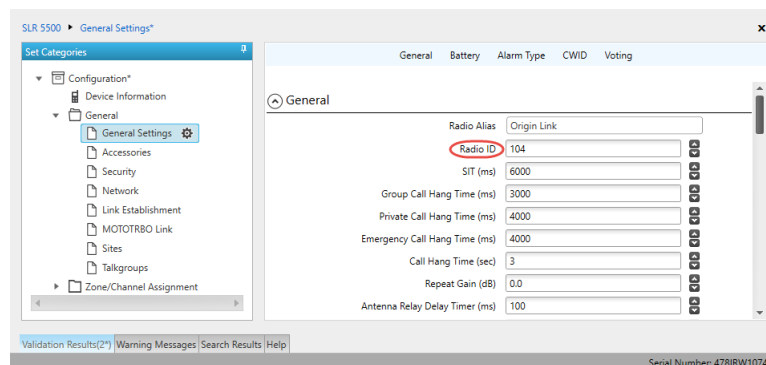 SLR 5500 General Settings*
x
Set Categories
General Battery Alarm Type CWID Voting
Configuration*
Device Information
General
General Settings
Accessories
Security
Network
Link Establishment
MOTOTRBO Link
Sites
Talkgroups
Zone/Channel Assignment
General
Radio Alias Origin Link
Radio ID 104
SIT (ms) 6000
Group Call Hang Time (ms) 3000
Private Call Hang Time (ms) 4000
Emergency Call Hang Time (ms) 4000
Call Hang Time (sec) 3
Repeat Gain (dB) 0.0
Antenna Relay Delay Timer (ms) 100
Validation Results(2*) Warning Messages Search Results Help
Serial Number: 478IRW1074